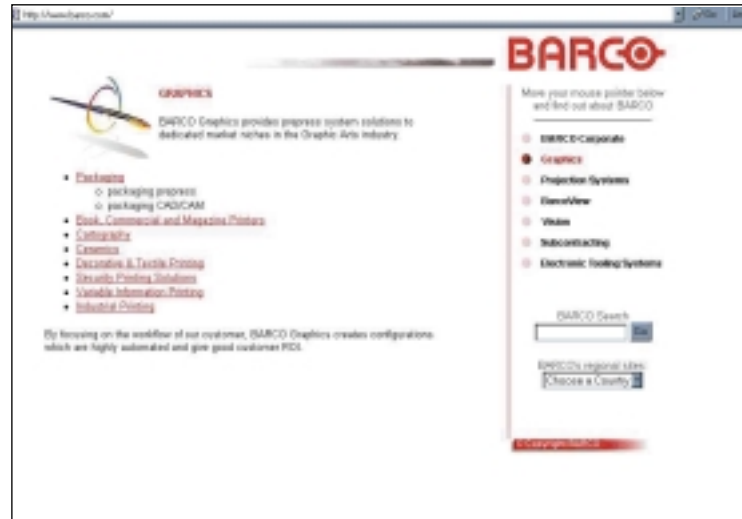 http://www.barco.com/
BARCO
GRAPHICS
BARCO Graphics provides prepress system solutions to
dedicated market niches in the Graphic Arts industry.
Packaging
packaging prepress
packaging CAD/CAM
Book, Commercial and Magazine Printers
Cartography
Ceramics
Decorative & Textile Printing
Security Printing Solutions
Variable Information Printing
Industrial Printing
By focusing on the workflow of our customer, BARCO Graphics creates configurations
which are highly automated and give good customer ROI.
Move your mouse pointer below
and find out about BARCO
BARCO Corporate
Graphics
Projection Systems
BarcoView
Vision
Subcontracting
Electronic Tooling Systems
BARCO Search
Go
BARCO's regional sites:
Choose a Country
© Copyright BARCO